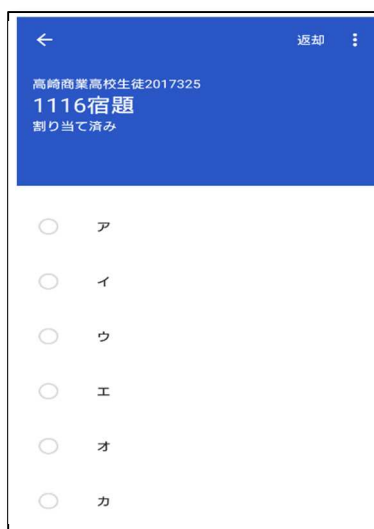 返却
高崎商業高校生徒2017325
1116宿題
割り当て済み
ア
イ
ウ
エ
オ
カ